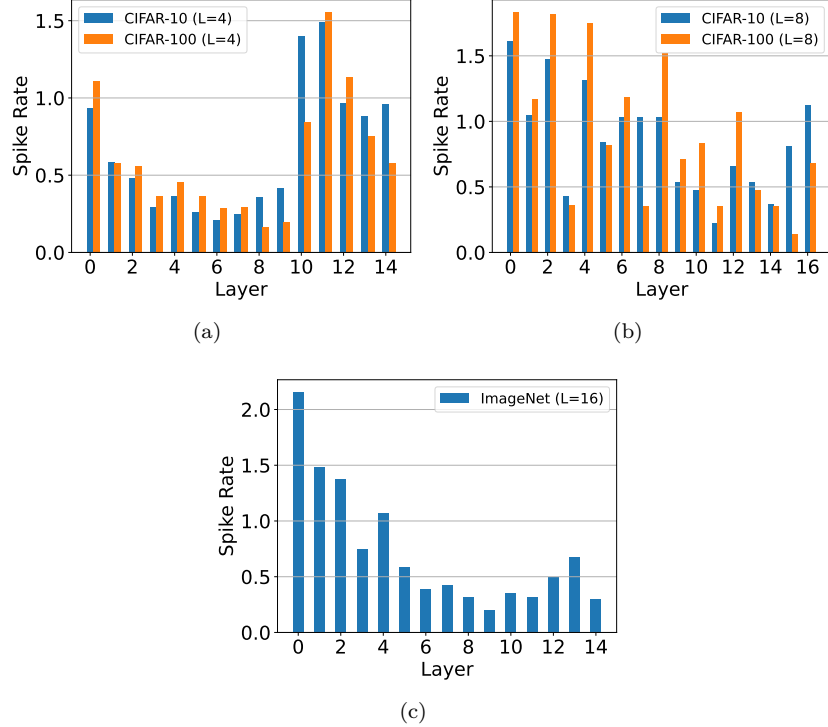 CIFAR-10 (L=4)
CIFAR-100 (L=4)
1.5
1.0
0.5
0.0
Spike Rate
0 2 4 6 8 10 12 14
Layer
(a)
CIFAR-10 (L=8)
CIFAR-100 (L=8)
1.5
1.0
0.5
0.0
Spike Rate
0 2 4 6 8 10 12 14 16
Layer
(b)
ImageNet (L=16)
2.0
1.5
1.0
0.5
0.0
Spike Rate
0 2 4 6 8 10 12 14
Layer
(c)